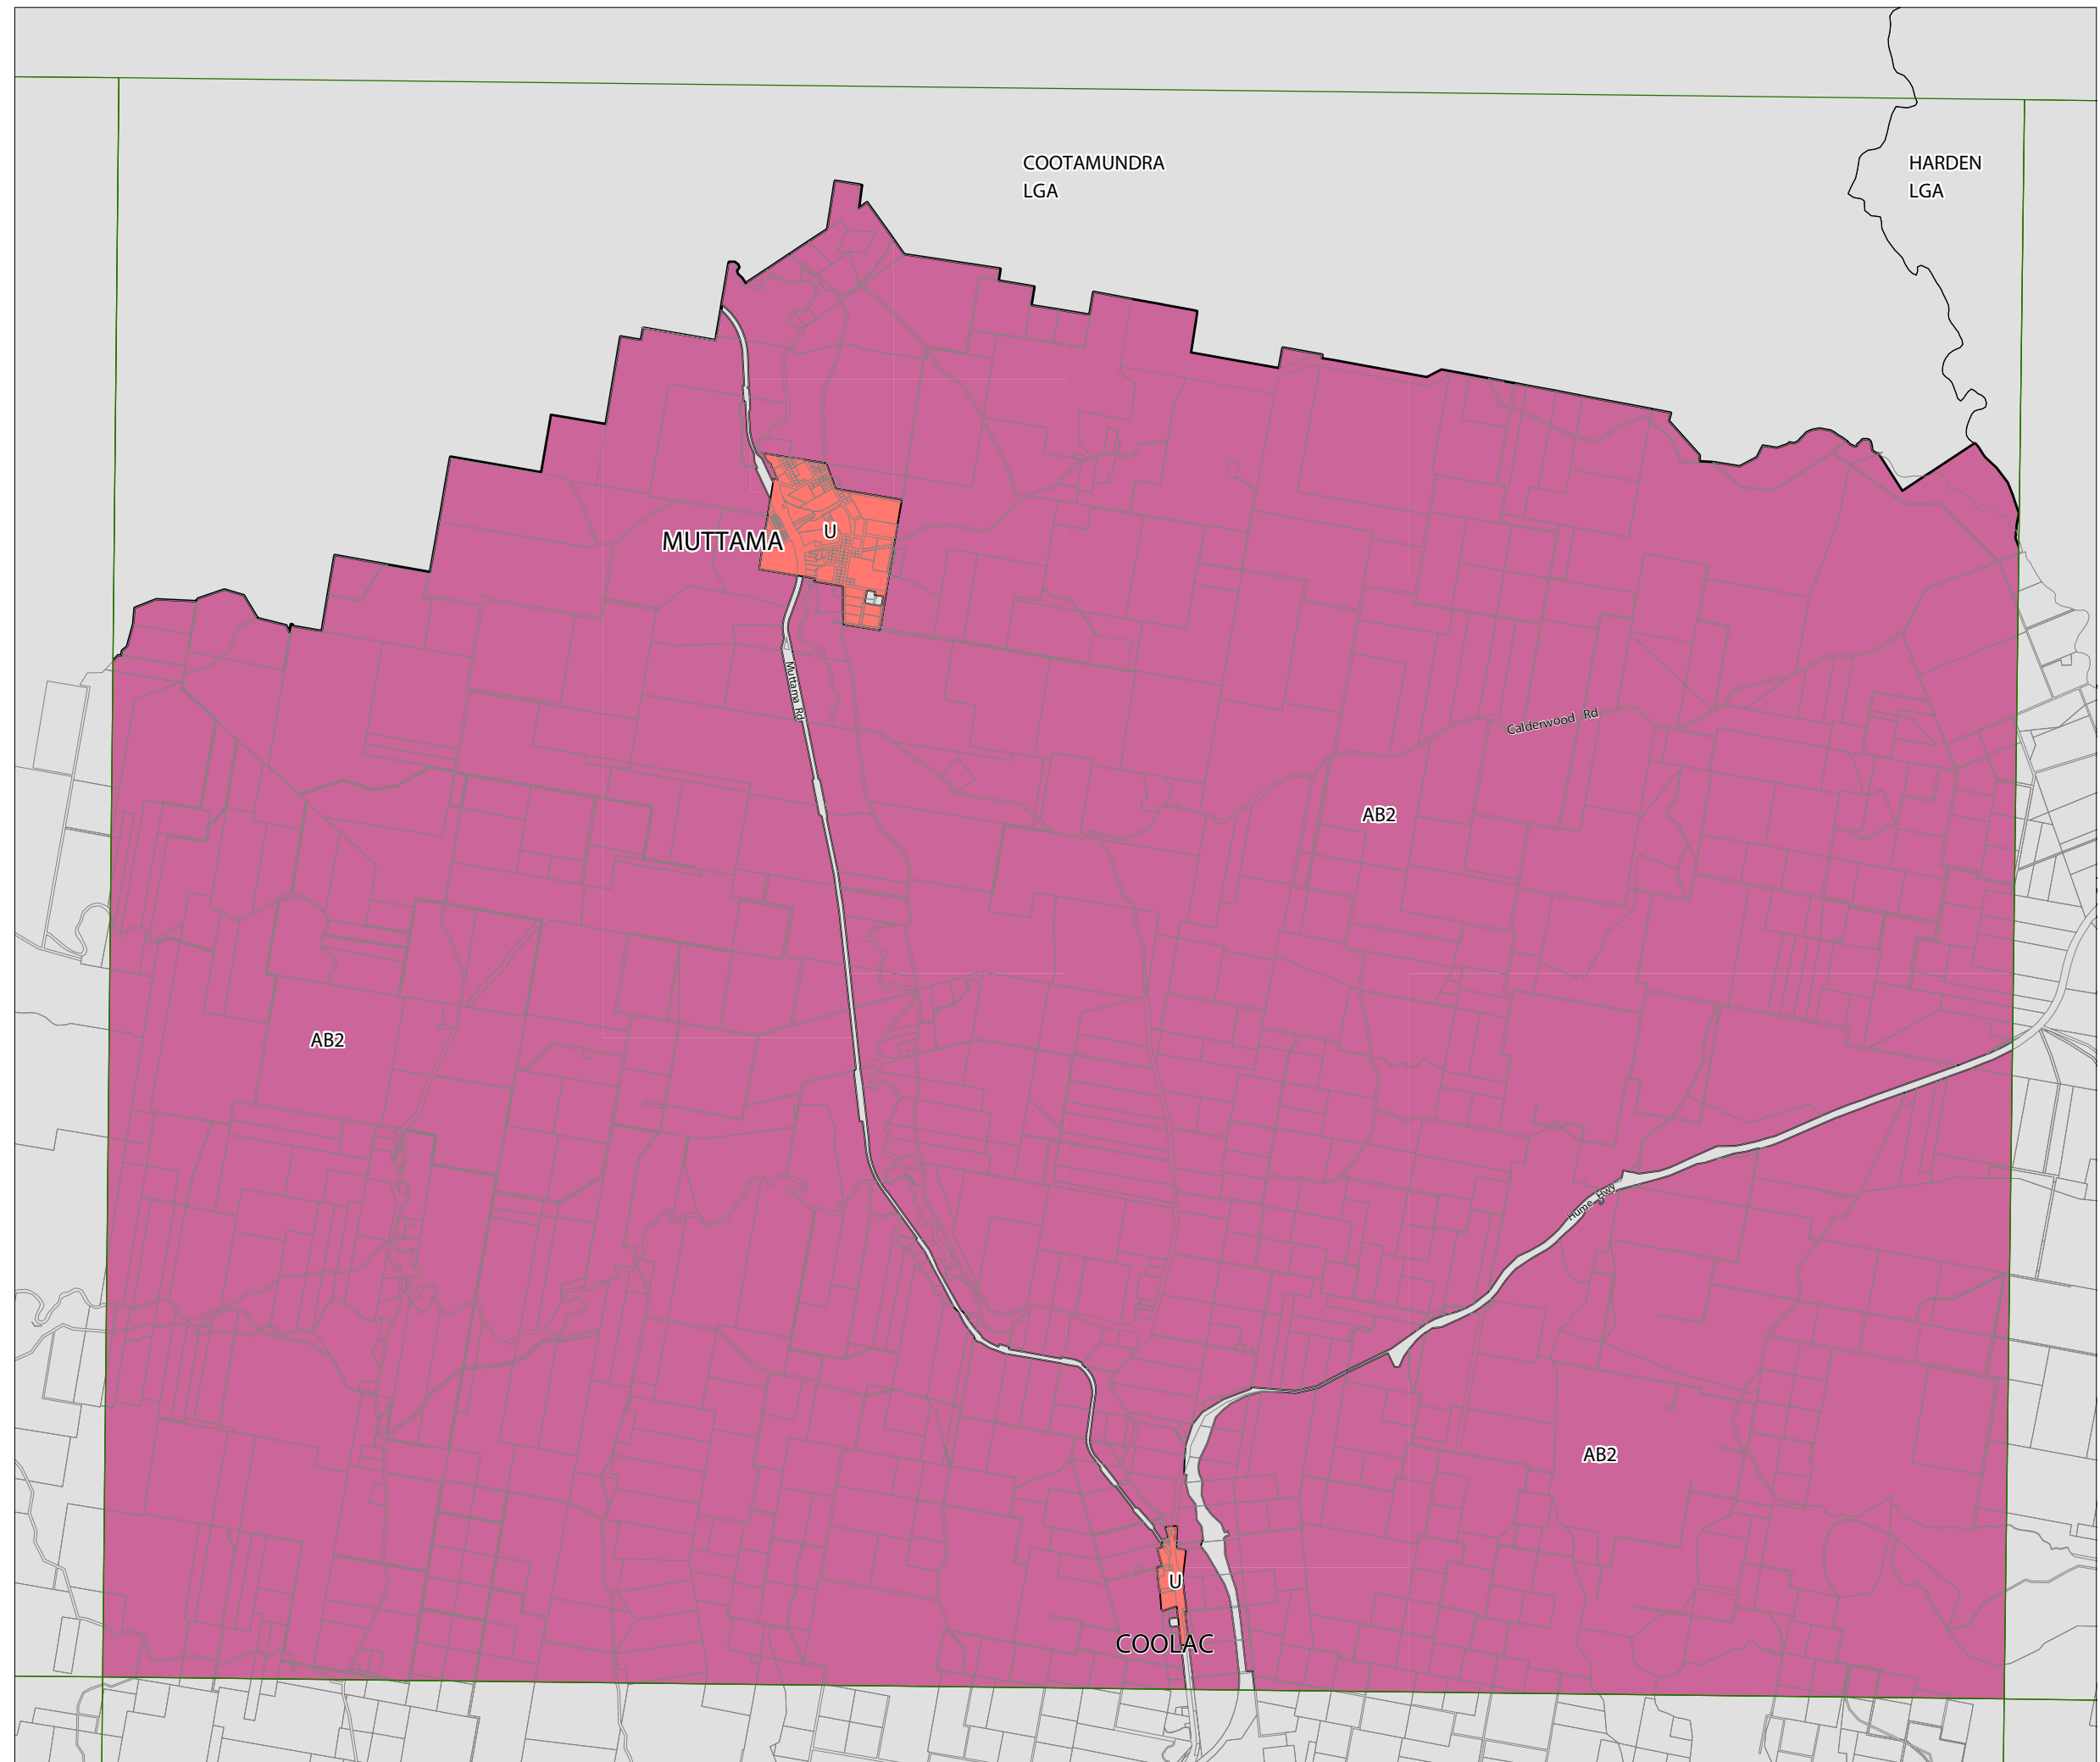 COOTAMUNDRA
LGA
HARDEN
LGA
U
MUTTAMA
Muttama Rd
Calderwood Rd
AB2
AB2
Hume Hwy
AB2
U
COOLAC